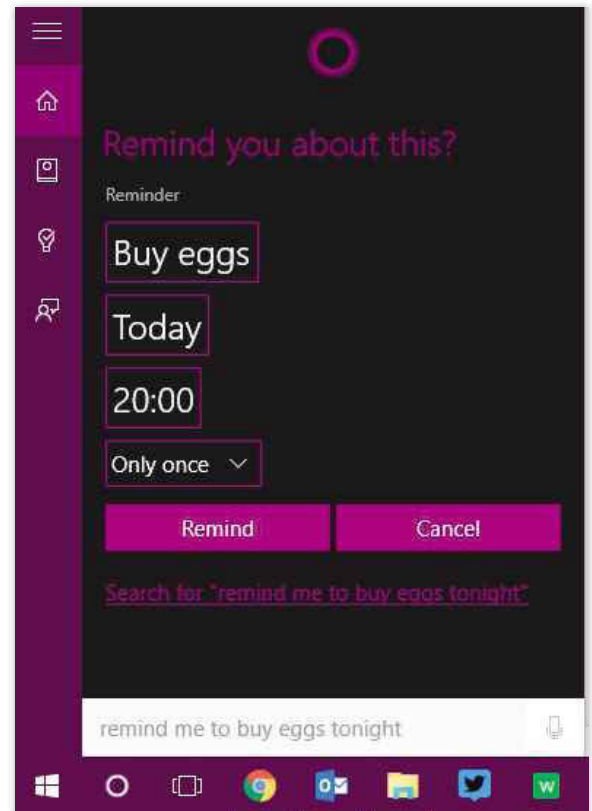 Remind you about this?
Reminder
Buy eggs
Today
20:00
Only once
Remind Cancel
Search for "remind me to buy eggs tonight"
remind me to buy eggs tonight
W